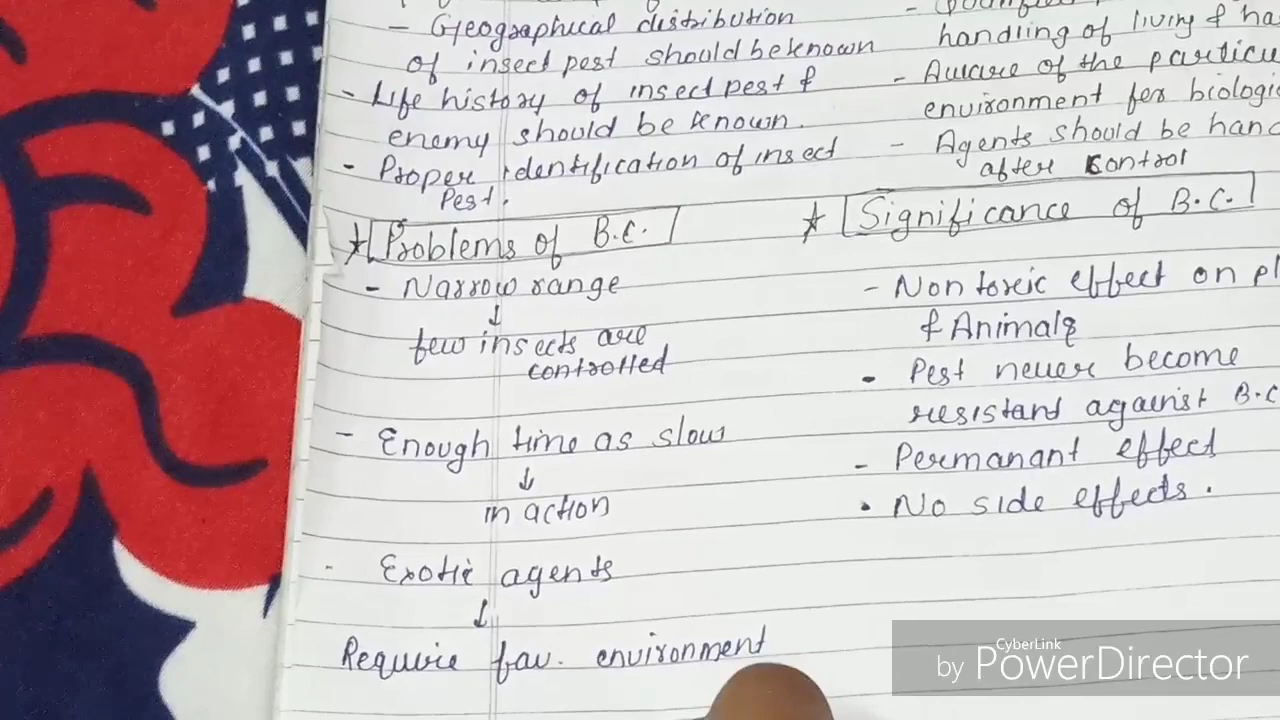 - Geographical distribution
of insect pest should be known
- Life history of insect pest &
enemy should be known.
- Proper identification of insect
Pest.
handling of living & ha
- Aware of the particu
environment for biologi
- Agents should be hand
after control
* Problems of B.C.
- Narrow range
↓
few insects are
controlled
- Enough time as slow
↓
in action
- Exotic agents
↓
Require fav. environment
* Significance of B.C.
- Non toxic effect on pl
& Animals
- Pest never become
resistant against B.C
- Permanant effect
• No side effects.
CyberLink
by PowerDirector